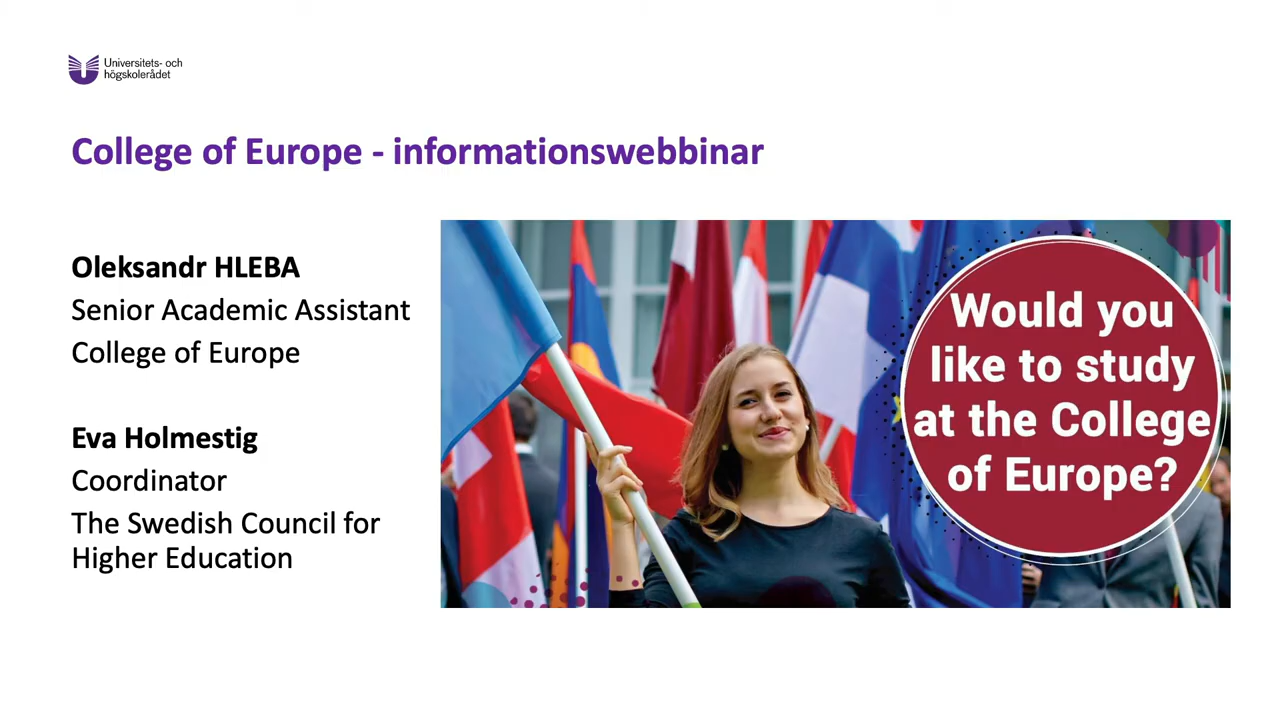 Universitets- och
högskolerådet
College of Europe - informationswebbinar
Oleksandr HLEBA
Senior Academic Assistant
College of Europe
Eva Holmestig
Coordinator
The Swedish Council for
Higher Education
Would you
like to study
at the College
of Europe?